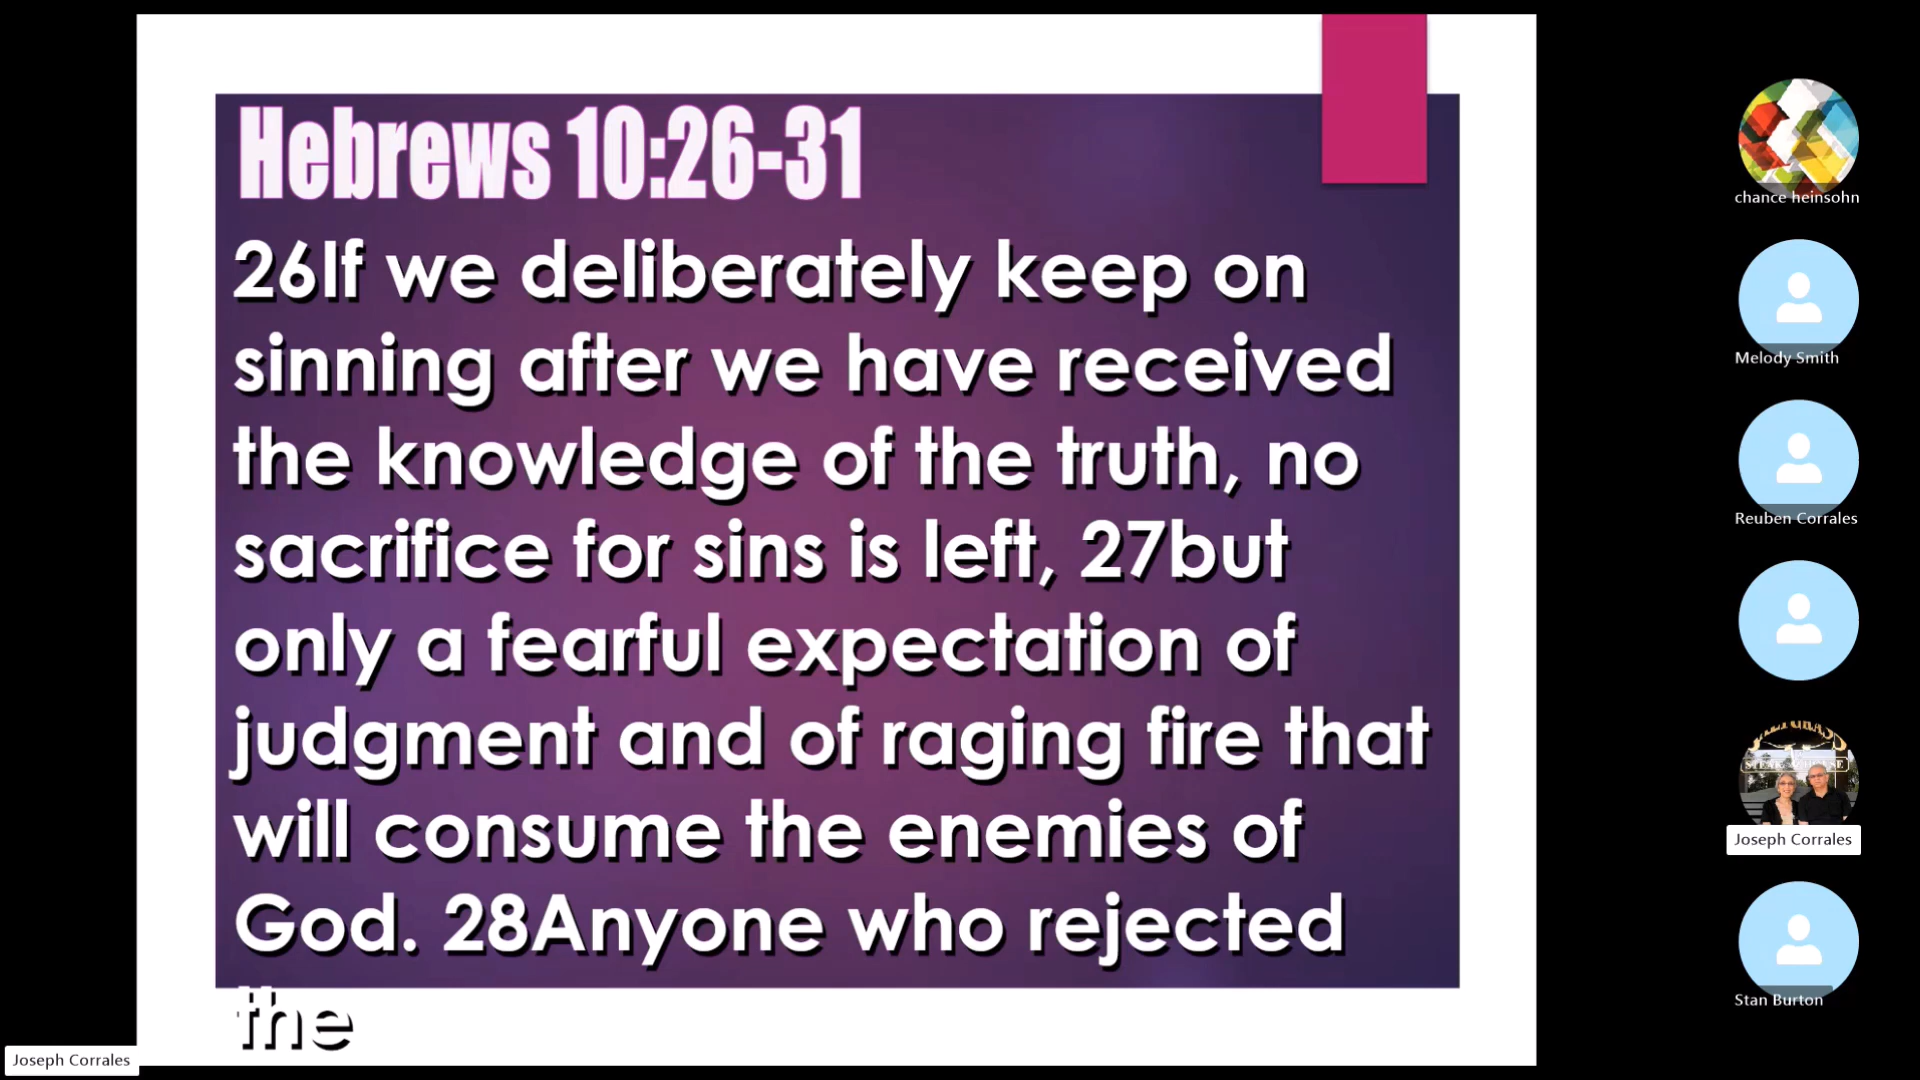 Hebrews 10:26-31
26If we deliberately keep on
sinning after we have received
the knowledge of the truth, no
sacrifice for sins is left, 27but
only a fearful expectation of
judgment and of raging fire that
will consume the enemies of
God. 28Anyone who rejected
the
chance heinsohn
Melody Smith
Reuben Corrales
STEAK HOUSE
Joseph Corrales
Stan Burton
Joseph Corrales